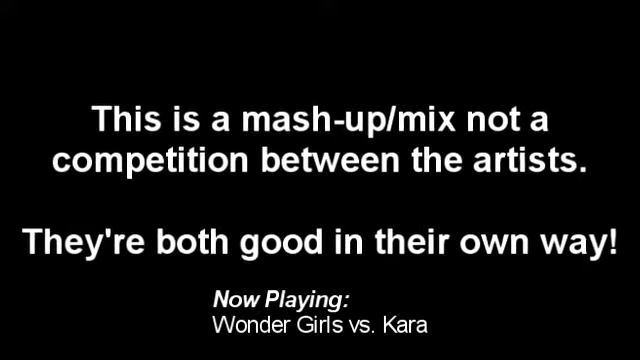 This is a mash-up/mix not a
competition between the artists.
They're both good in their own way!
Now Playing:
Wonder Girls vs. Kara